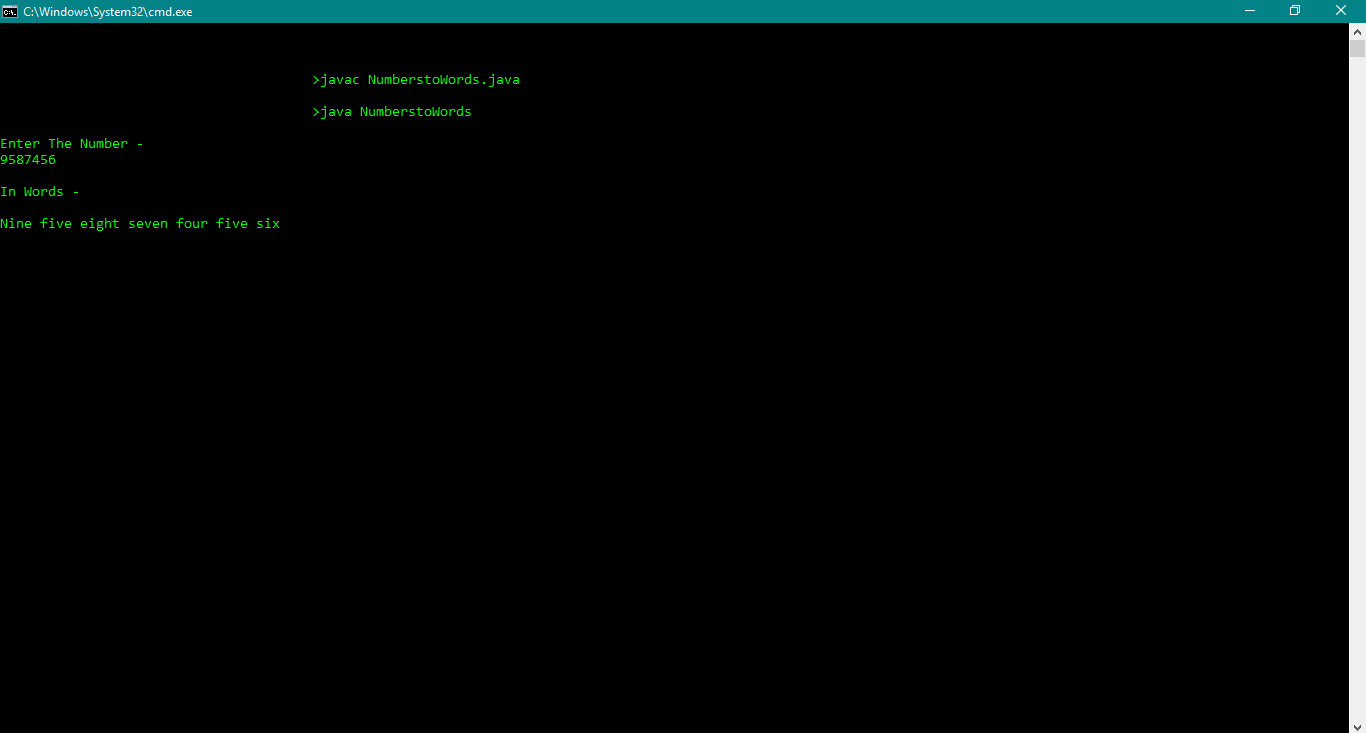 C:\Windows\System32\cmd.exe
>javac NumberstoWords.java
>java NumberstoWords
Enter The Number -
9587456
In Words -
Nine five eight seven four five six